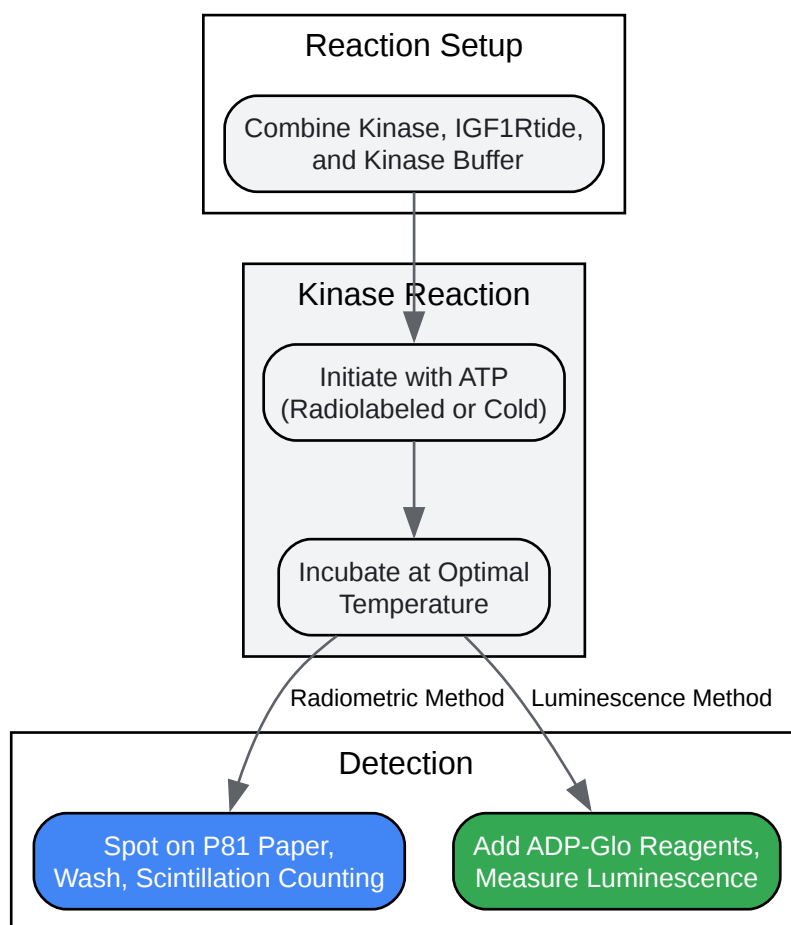 Reaction Setup
Combine Kinase, IGF1Rtide,
and Kinase Buffer
Kinase Reaction
Initiate with ATP
(Radiolabeled or Cold)
Incubate at Optimal
Temperature
Radiometric Method
Luminescence Method
Detection
Spot on P81 Paper,
Wash, Scintillation Counting
Add ADP-Glo Reagents,
Measure Luminescence